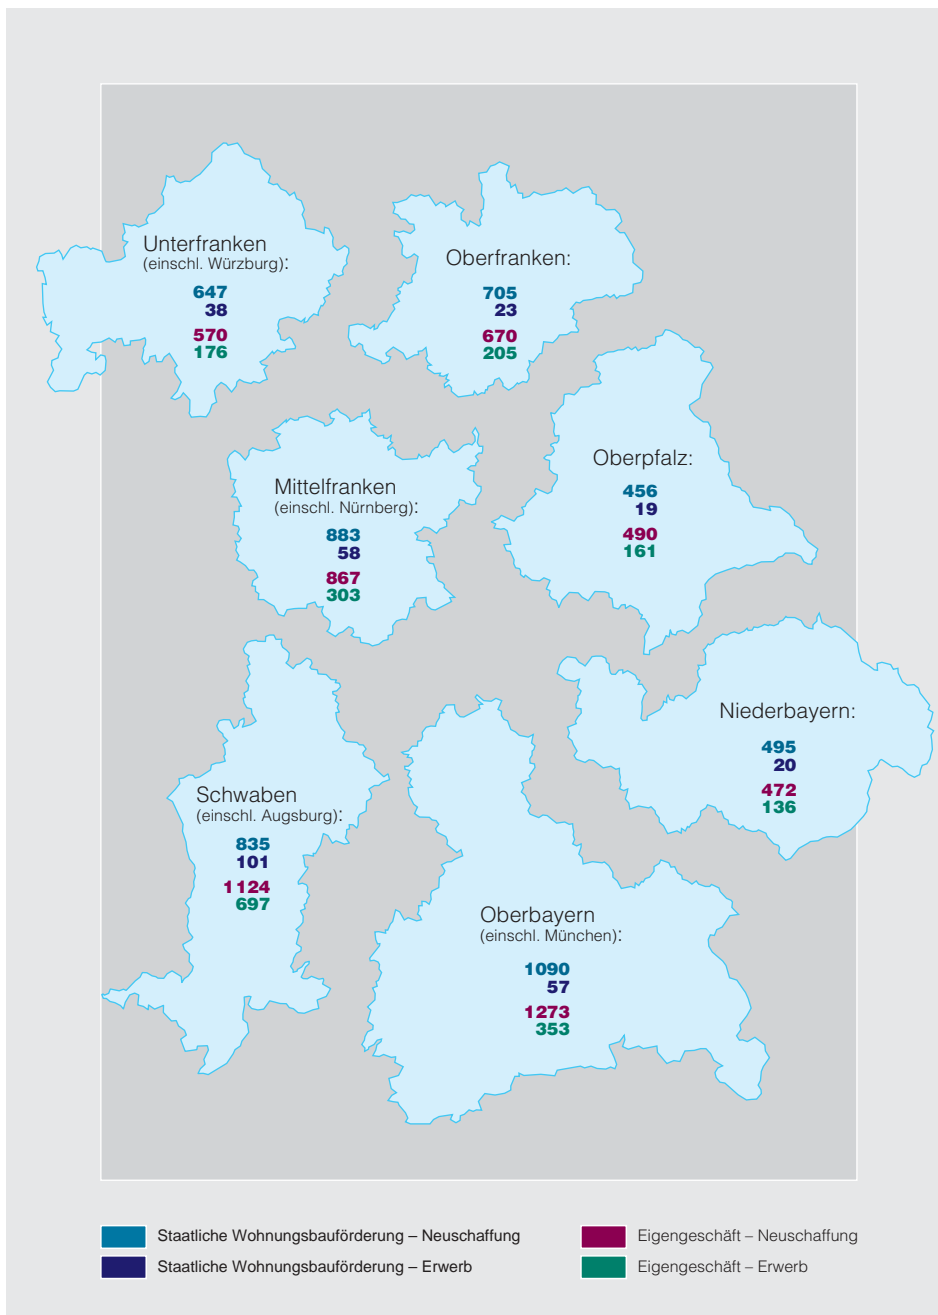 Unterfranken
(einschl. Würzburg):
647
38
570
176
Oberfranken:
705
23
670
205
Oberpfalz:
456
19
490
161
Mittelfranken
(einschl. Nürnberg):
883
58
867
303
Niederbayern:
495
20
472
136
Schwaben
(einschl. Augsburg):
835
101
1124
697
Oberbayern
(einschl. München):
1090
57
1273
353
Staatliche Wohnungsbauförderung – Neuschaffung
Staatliche Wohnungsbauförderung – Erwerb
Eigengeschäft – Neuschaffung
Eigengeschäft – Erwerb